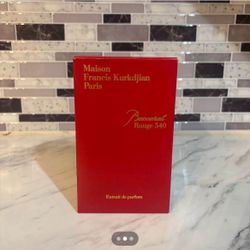 Maison
Francis Kurkdjian
Paris
Baccarat
Rouge 540
Extrait de parfum